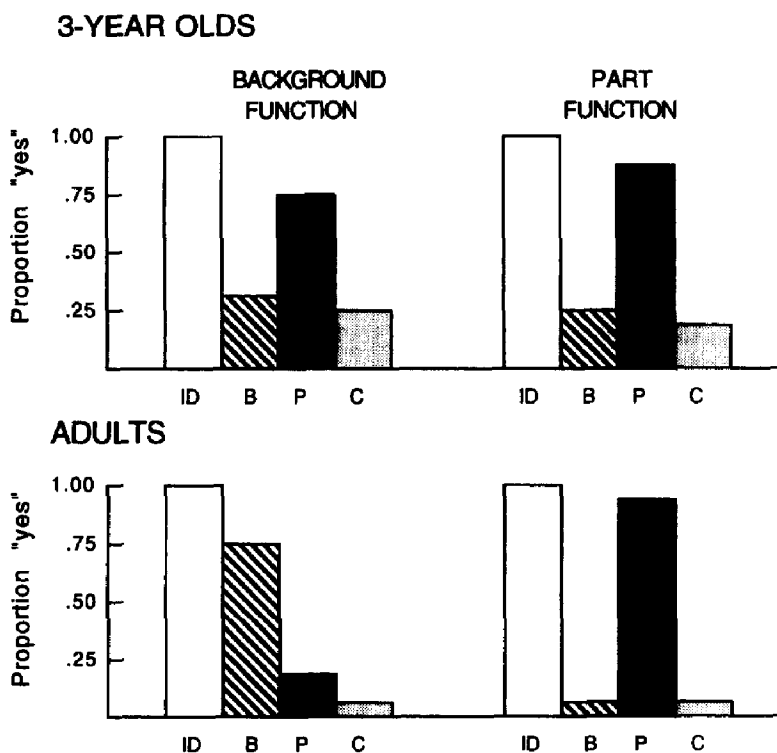 3-YEAR OLDS
BACKGROUND FUNCTION
PART FUNCTION
Proportion "yes"
1.00
.75
.50
.25
ID B P C
ID B P C
ADULTS
Proportion "yes"
1.00
.75
.50
.25
ID B P C
ID B P C